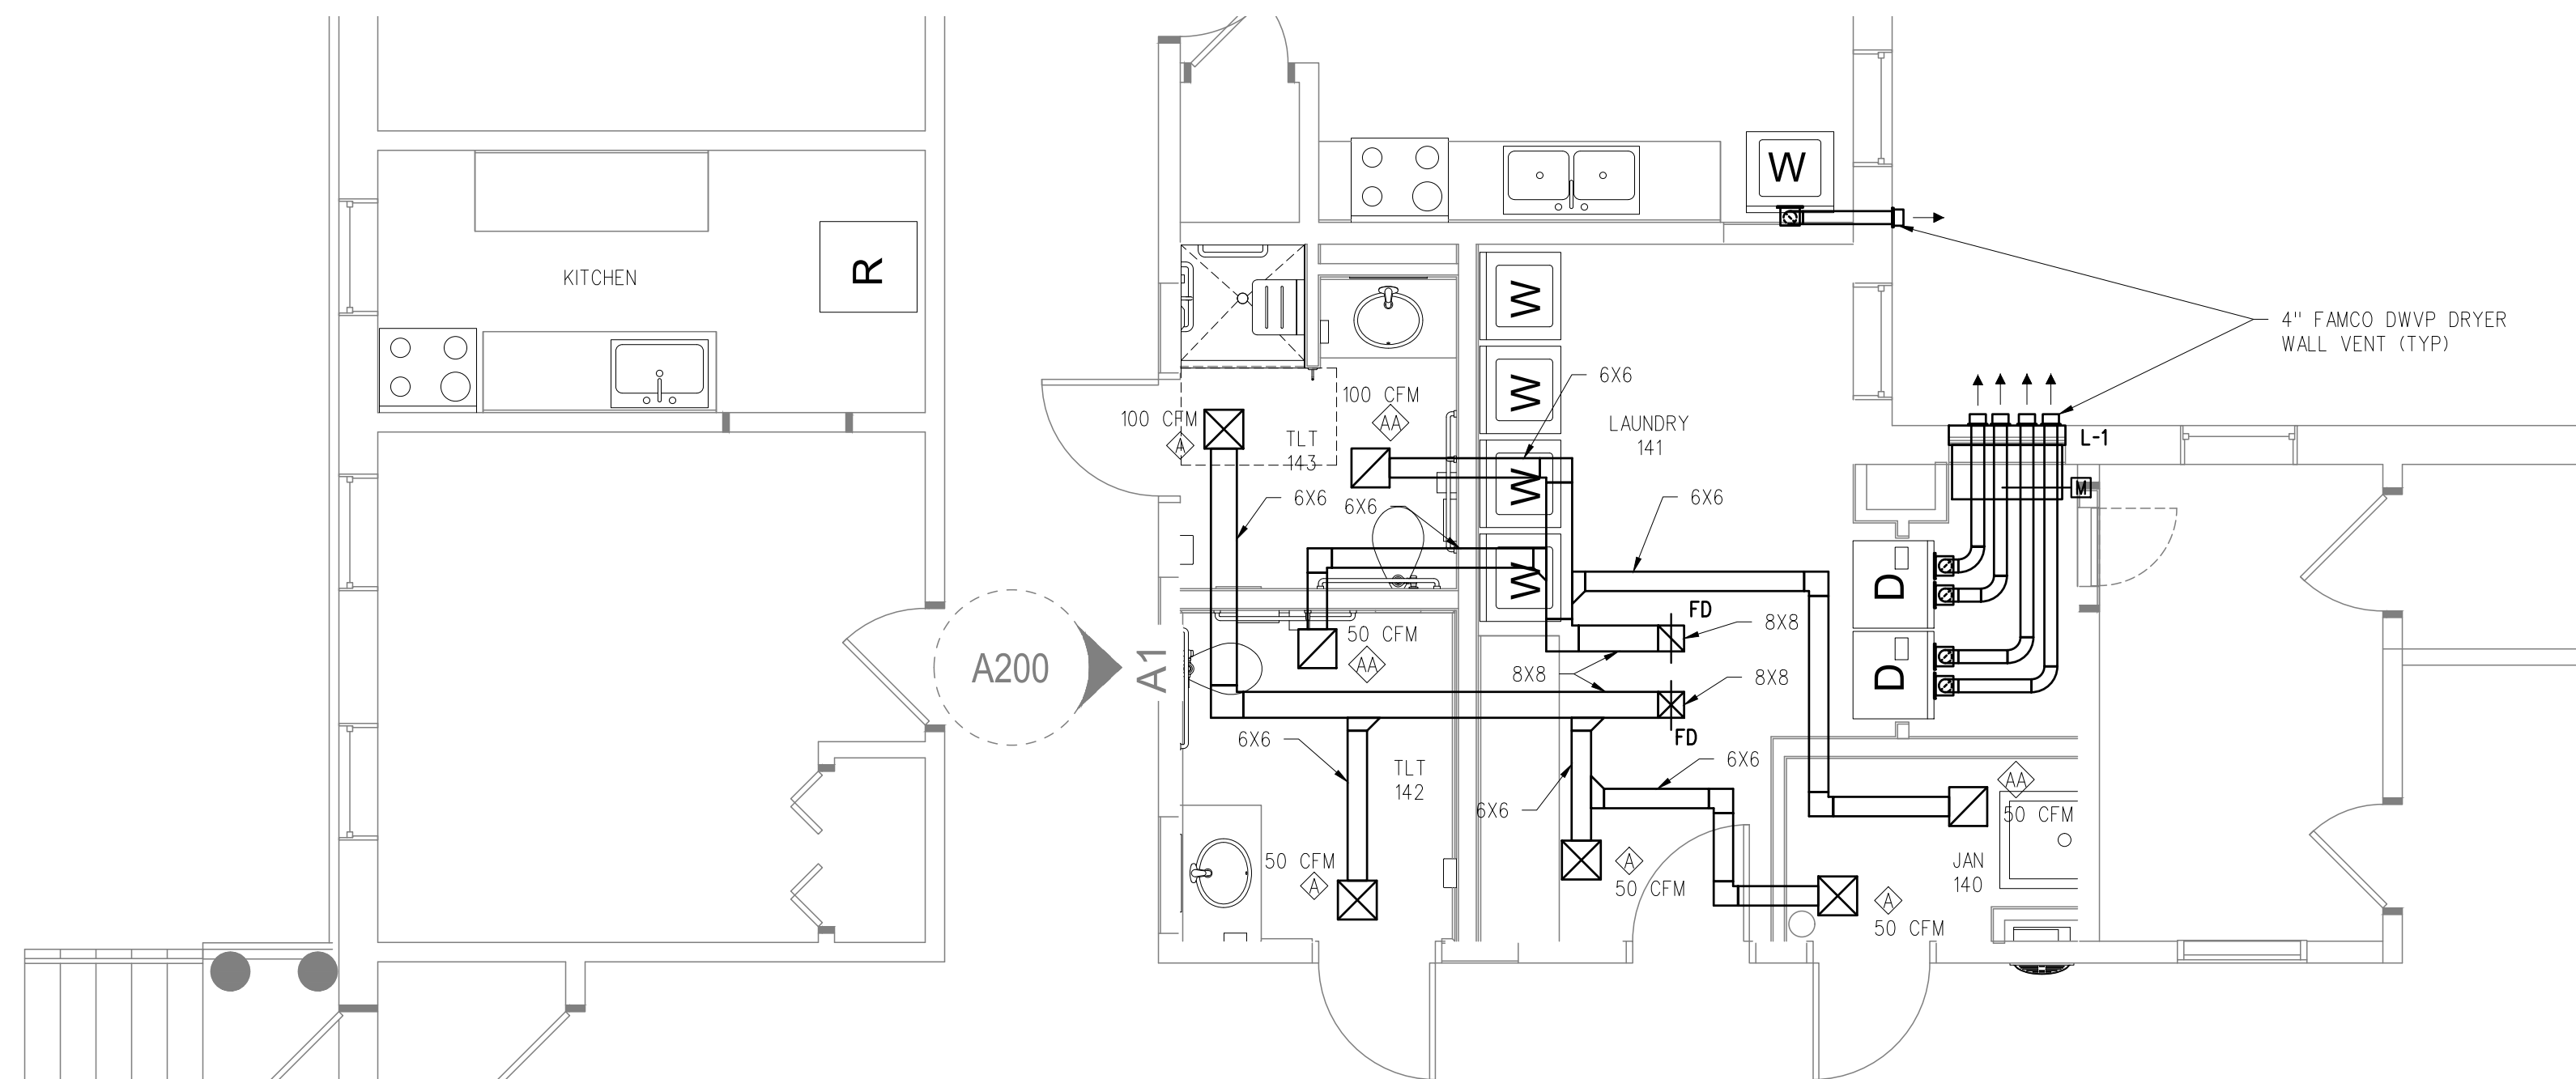 W
KITCHEN
R
W
4" FAMCO DWVP DRYER
WALL VENT (TYP)
W
6X6
100 CFM
AA
100 CFM
A
TLT
143
LAUNDRY
141
L-1
W
M
6X6
6X6
6X6
D
W
FD
8X8
50 CFM
AA
A200
A1
8X8
8X8
D
FD
6X6
6X6
TLT
142
AA
50 CFM
6X6
50 CFM
A
A
50 CFM
JAN
140
A
50 CFM